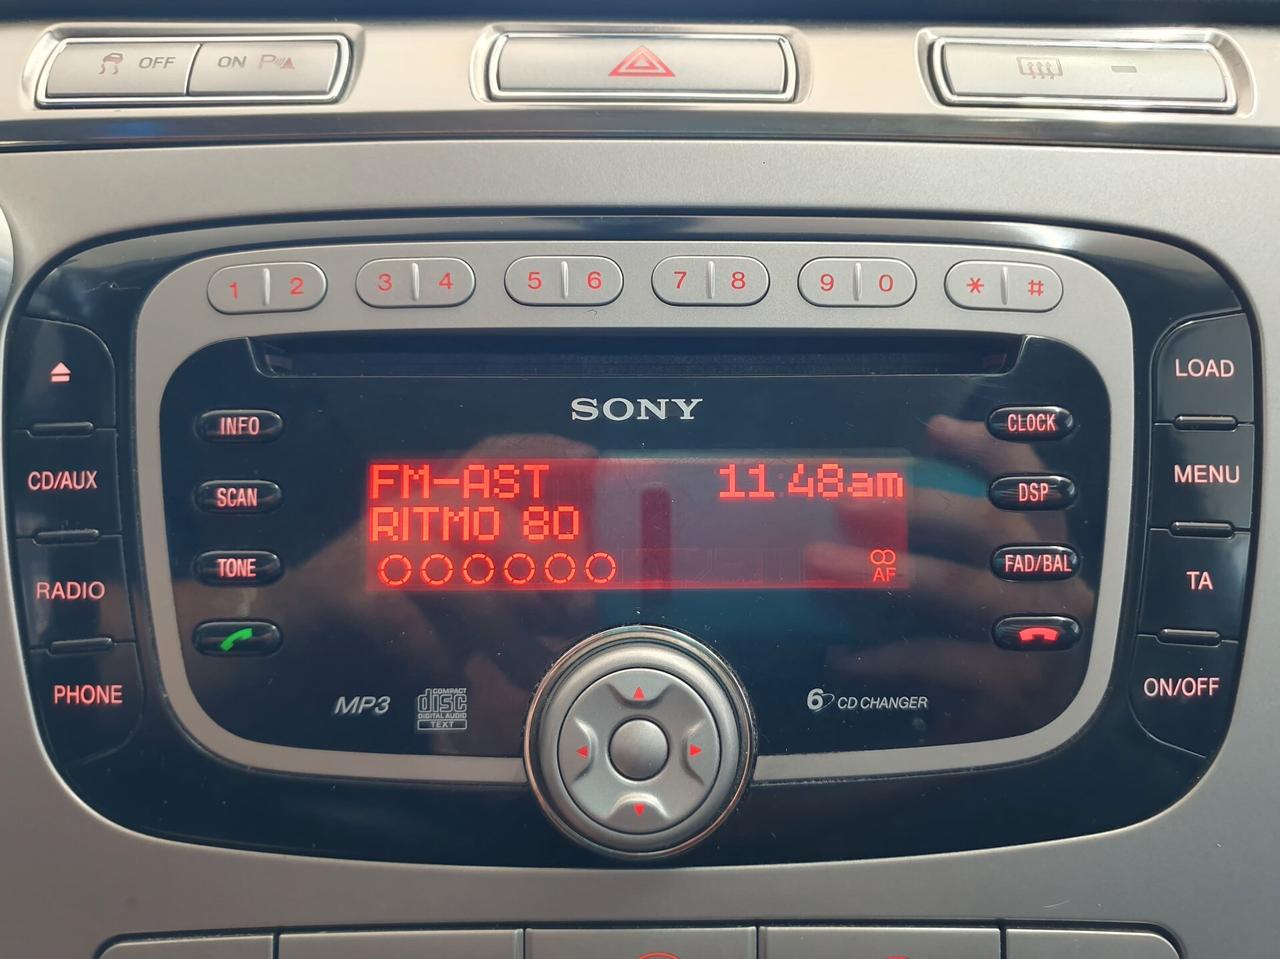 OFF ON P
1 2 3 4 5 6 7 8 9 0 * #
SONY
CD/AUX
RADIO
PHONE
INFO
SCAN
TONE
FM-AST 11:48am
RITMO 80
AF
CLOCK
DSP
FAD/BAL
LOAD
MENU
TA
ON/OFF
MP3
COMPACT
disc
DIGITAL AUDIO
TEXT
6 CD CHANGER